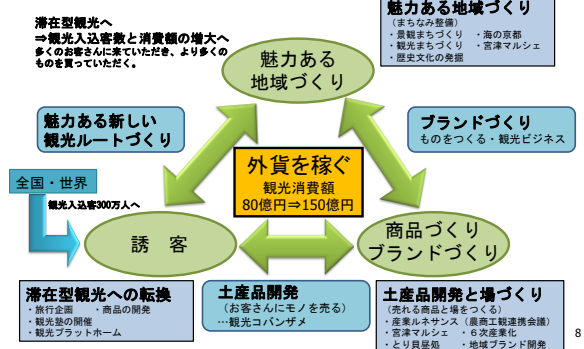 滞在型観光へ
⇒観光入込客数と消費額の増大へ
多くのお客さんに来ていただき、より多くの
ものを買っていただく。
魅力ある地域づくり
（まちなみ整備）
・景観まちづくり ・海の京都
・観光まちづくり ・宮津マルシェ
・歴史文化の発掘
魅力ある
地域づくり
魅力ある新しい
観光ルートづくり
ブランドづくり
ものをつくる・観光ビジネス
外貨を稼ぐ
観光消費額
80億円⇒150億円
全国・世界
観光入込客300万人へ
誘 客
商品づくり
ブランドづくり
滞在型観光への転換
・旅行企画 ・商品の開発
・観光塾の開催
・観光プラットホーム
土産品開発
（お客さんにモノを売る）
…観光コバンザメ
土産品開発と場づくり
（売れる商品と場をつくる）
・産業ルネサンス（農商工観連携会議）
・宮津マルシェ ・６次産業化
・とり貝昼処 ・地域ブランド開発
8